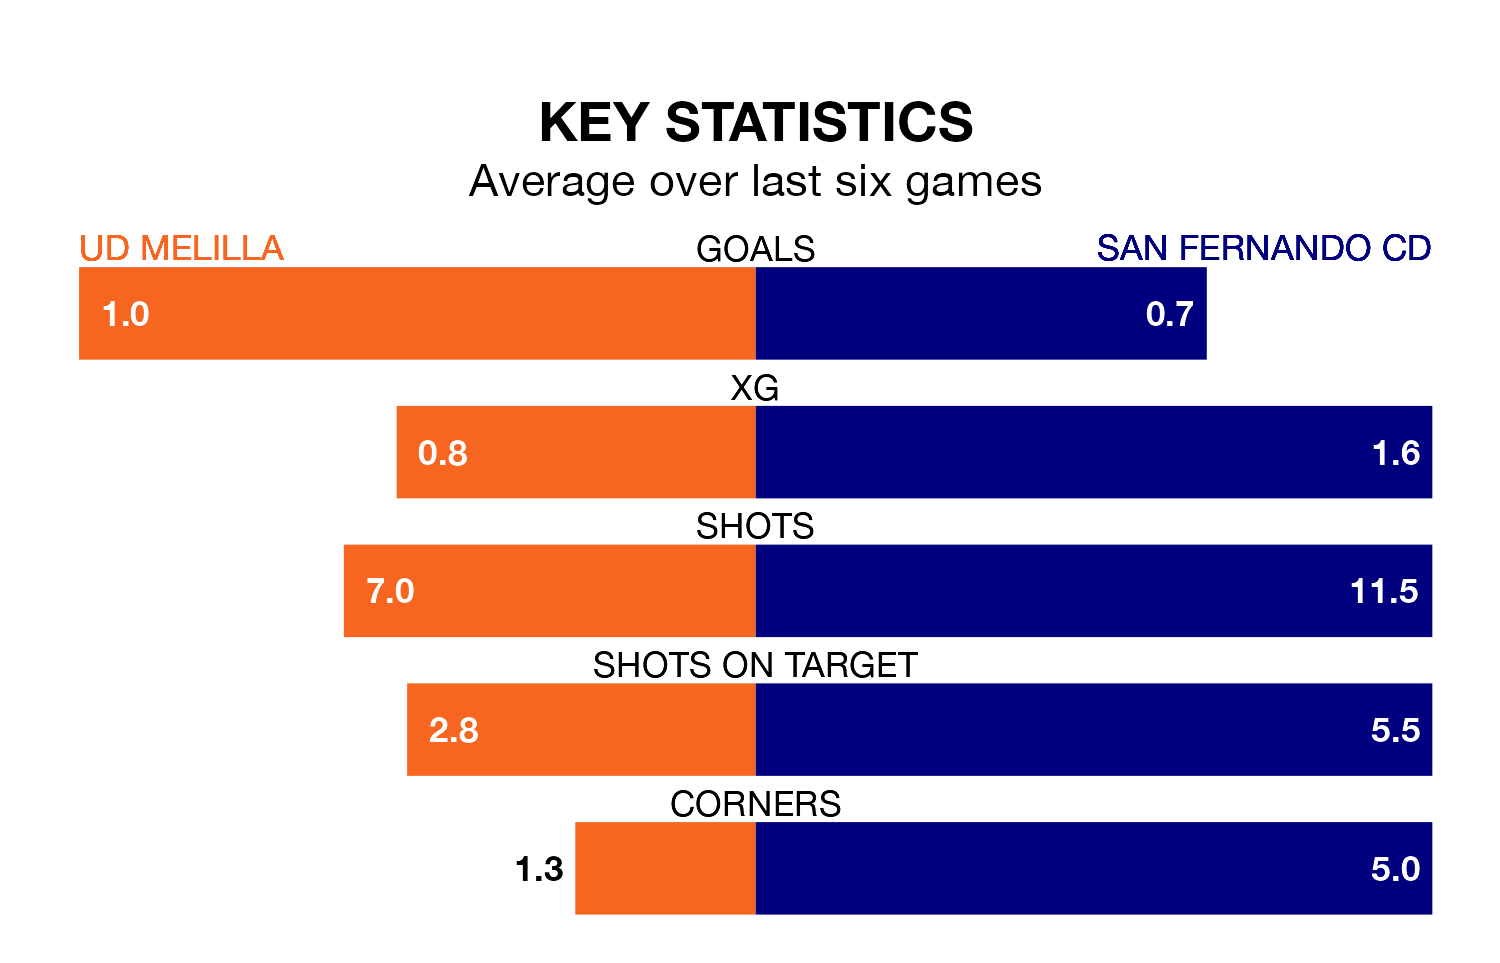 KEY STATISTICS
Average over last six games
UD MELILLA GOALS SAN FERNANDO CD
1.0 0.7
XG
0.8 1.6
SHOTS
7.0 11.5
SHOTS ON TARGET
2.8 5.5
CORNERS
1.3 5.0